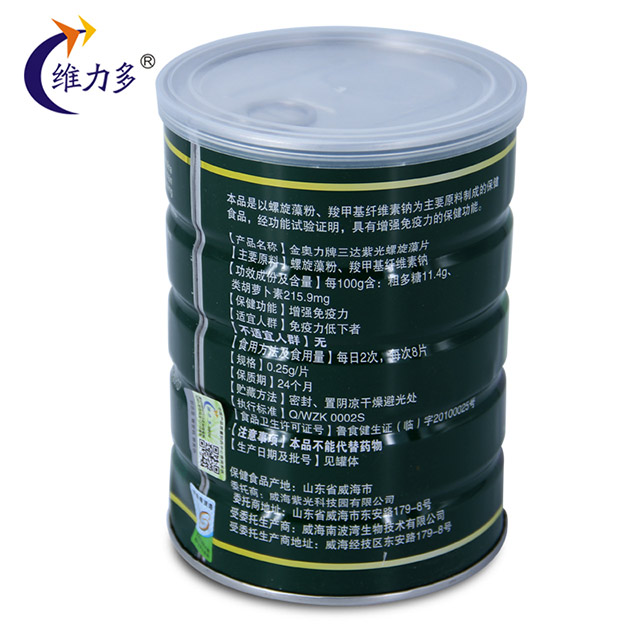 维力多®
本品是以螺旋藻粉、羧甲基纤维素钠为主要原料制成的保健
食品，经功能试验证明，具有增强免疫力的保健功能。
【产品名称】金奥力牌三达紫光螺旋藻片
【主要原料】螺旋藻粉、羧甲基纤维素钠
【功效成份及含量】每100g含：粗多糖11.4g、
类胡萝卜素215.9mg
【保健功能】增强免疫力
【适宜人群】免疫力低下者
【不适宜人群】无
【食用方法及食用量】每日2次，每次8片
【规格】0.25g/片
【保质期】24个月
【贮藏方法】密封、置阴凉干燥避光处
【执行标准】Q/WZK 0002S
【食品卫生许可证号】鲁食健生证（临）字20100025号
【注意事项】本品不能代替药物
【生产日期及批号】见罐体
保健食品产地：山东省威海市
委托商：威海紫光科技园有限公司
委托商地址：山东省威海市东安路179-8号
受委托生产商：威海南波湾生物技术有限公司
受委托生产商地址：威海经技区东安路179-8号